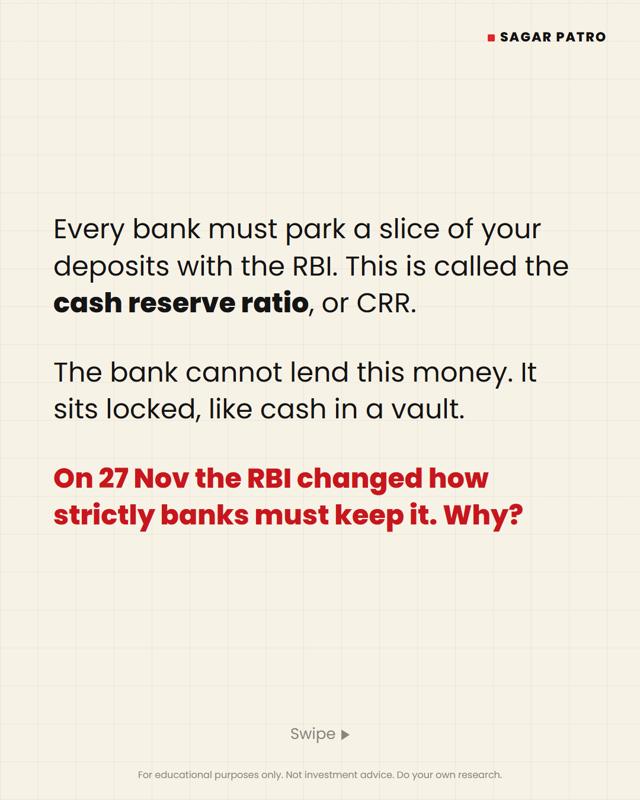 SAGAR PATRO
Every bank must park a slice of your
deposits with the RBI. This is called the
cash reserve ratio, or CRR.
The bank cannot lend this money. It
sits locked, like cash in a vault.
On 27 Nov the RBI changed how
strictly banks must keep it. Why?
Swipe
For educational purposes only. Not investment advice. Do your own research.